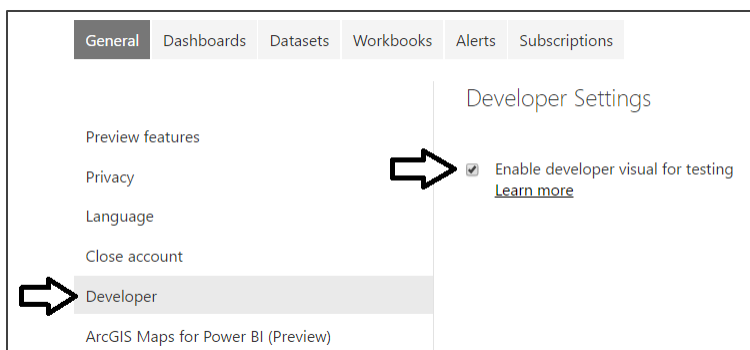 General Dashboards Datasets Workbooks Alerts Subscriptions
Developer Settings
Preview features
Privacy
Enable developer visual for testing
Learn more
Language
Close account
Developer
ArcGIS Maps for Power BI (Preview)